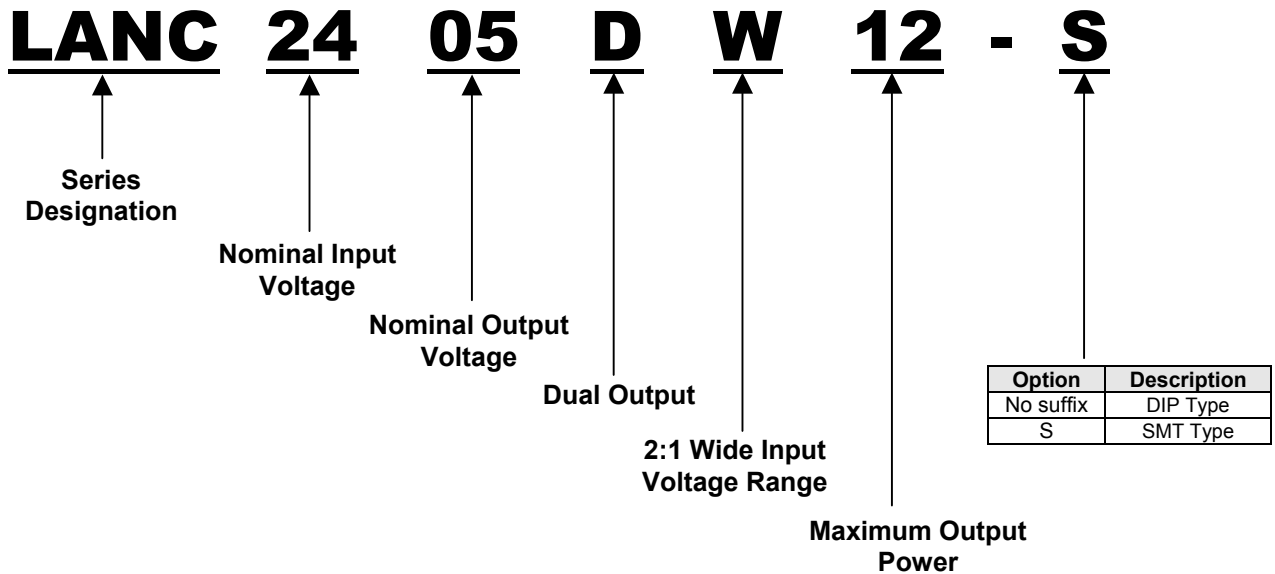 LANC 24 05 D W 12 - S
Series
Designation
Nominal Input
Voltage
Nominal Output
Voltage
Dual Output
2:1 Wide Input
Voltage Range
Maximum Output
Power
Option Description
No suffix DIP Type
S SMT Type